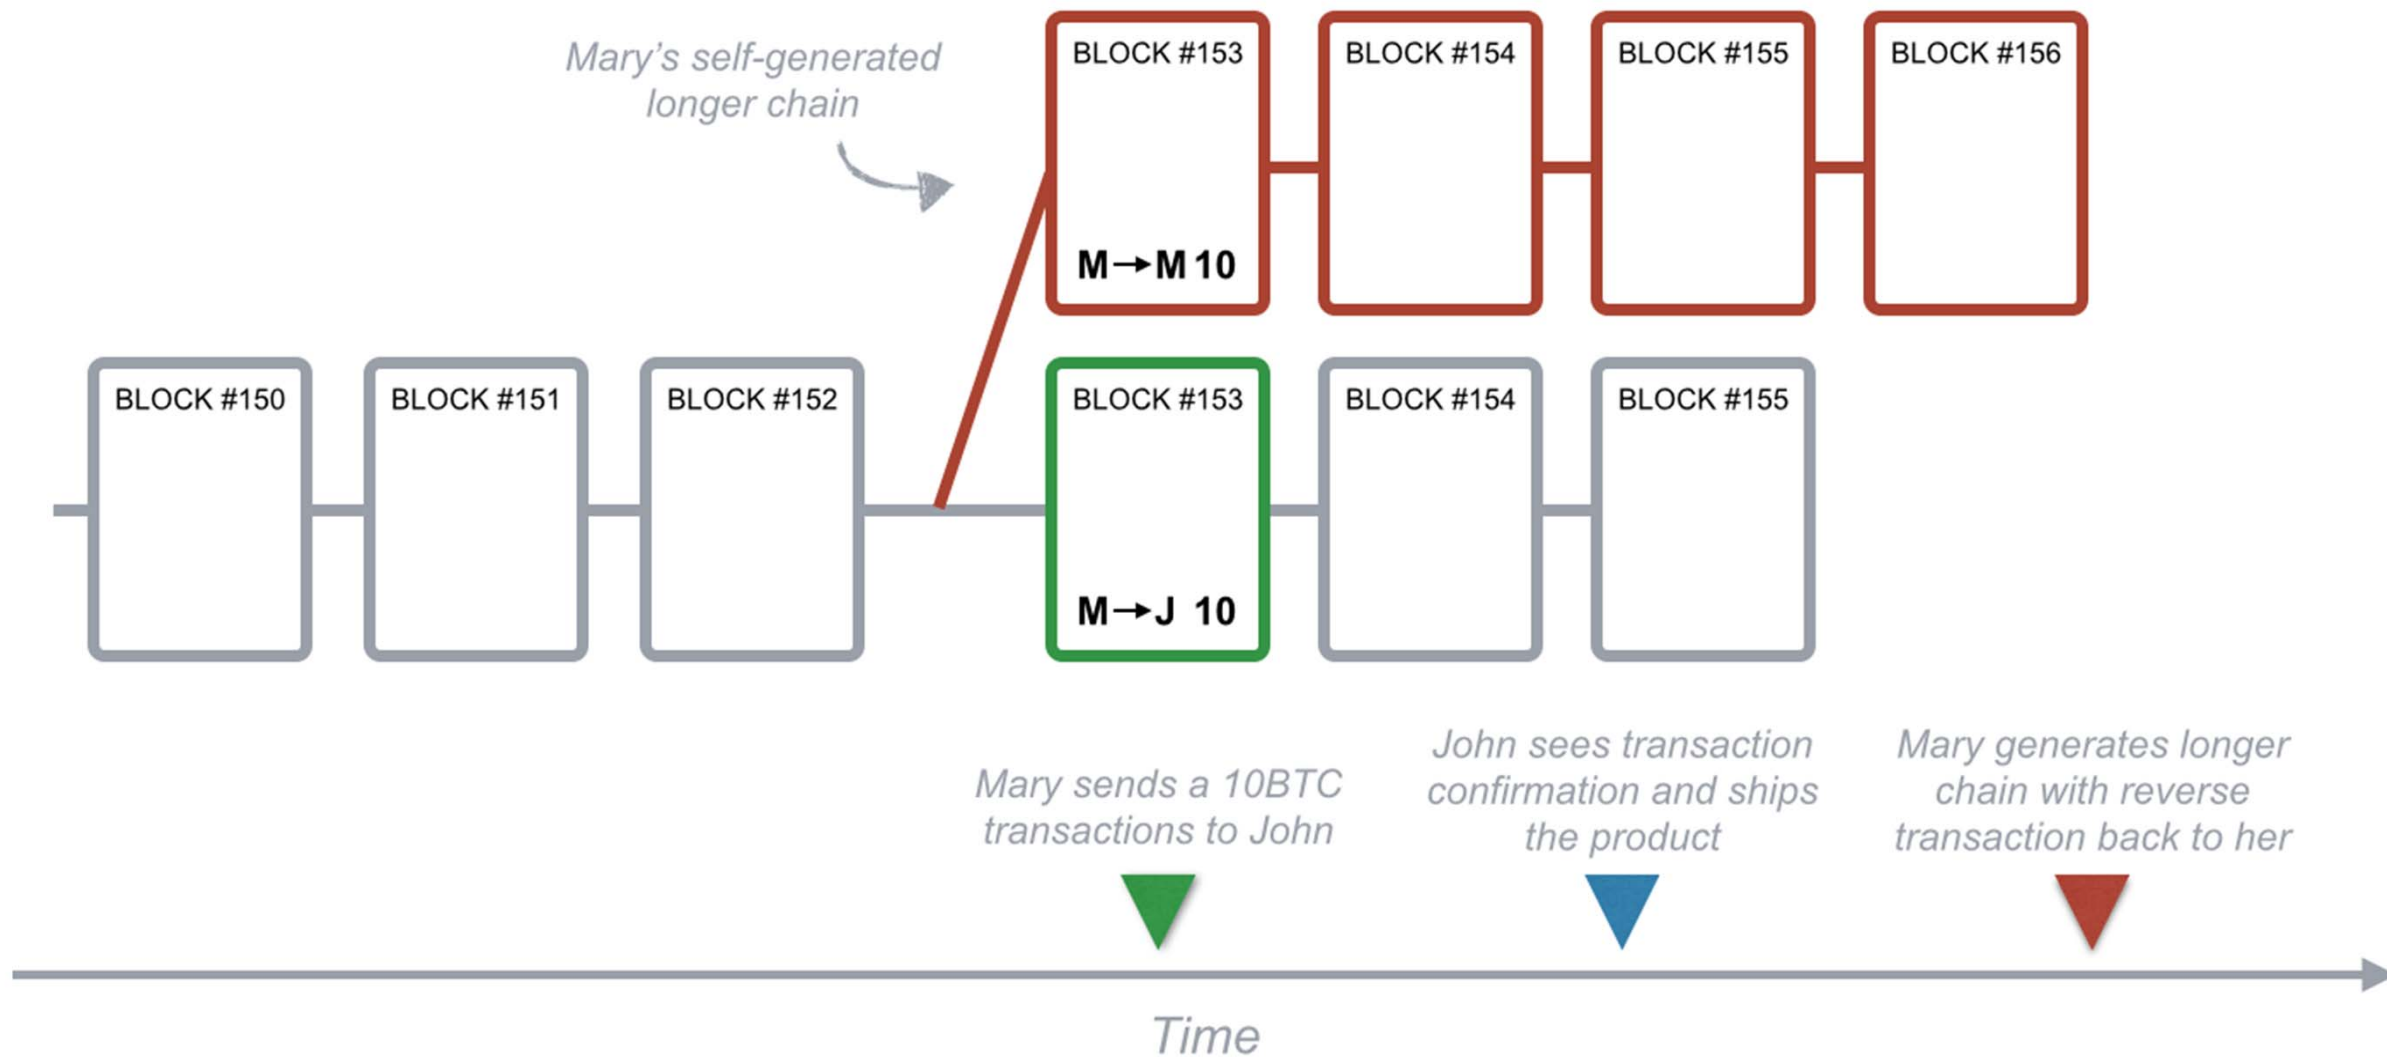 Mary's self-generated
longer chain
BLOCK #153
M→M 10
BLOCK #154
BLOCK #155
BLOCK #156
BLOCK #150
BLOCK #151
BLOCK #152
BLOCK #153
M→J 10
BLOCK #154
BLOCK #155
Mary sends a 10BTC
transactions to John
John sees transaction
confirmation and ships
the product
Mary generates longer
chain with reverse
transaction back to her
Time